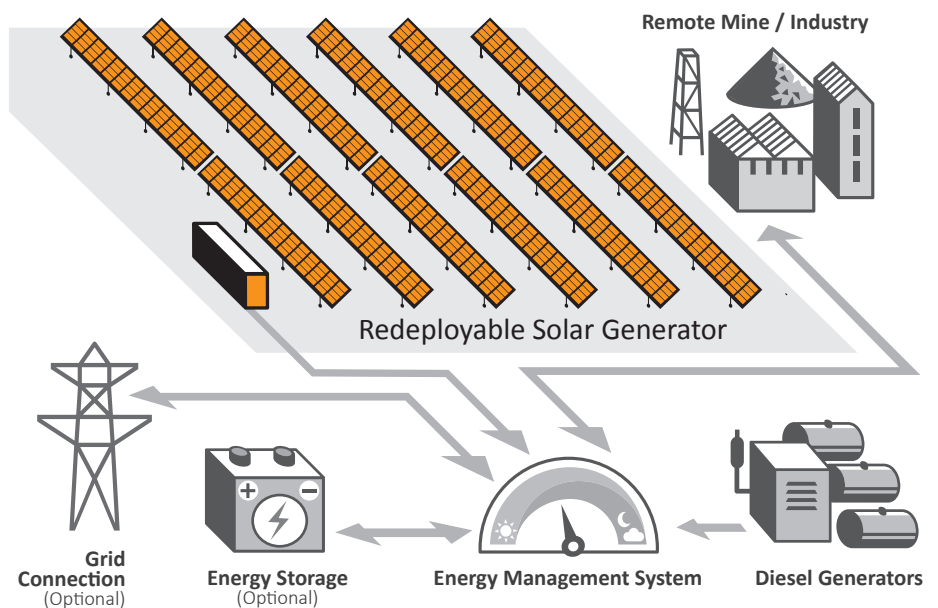 Remote Mine / Industry
Redeployable Solar Generator
+ −
Grid
Connection
(Optional)
Energy Storage
(Optional)
Energy Management System
Diesel Generators